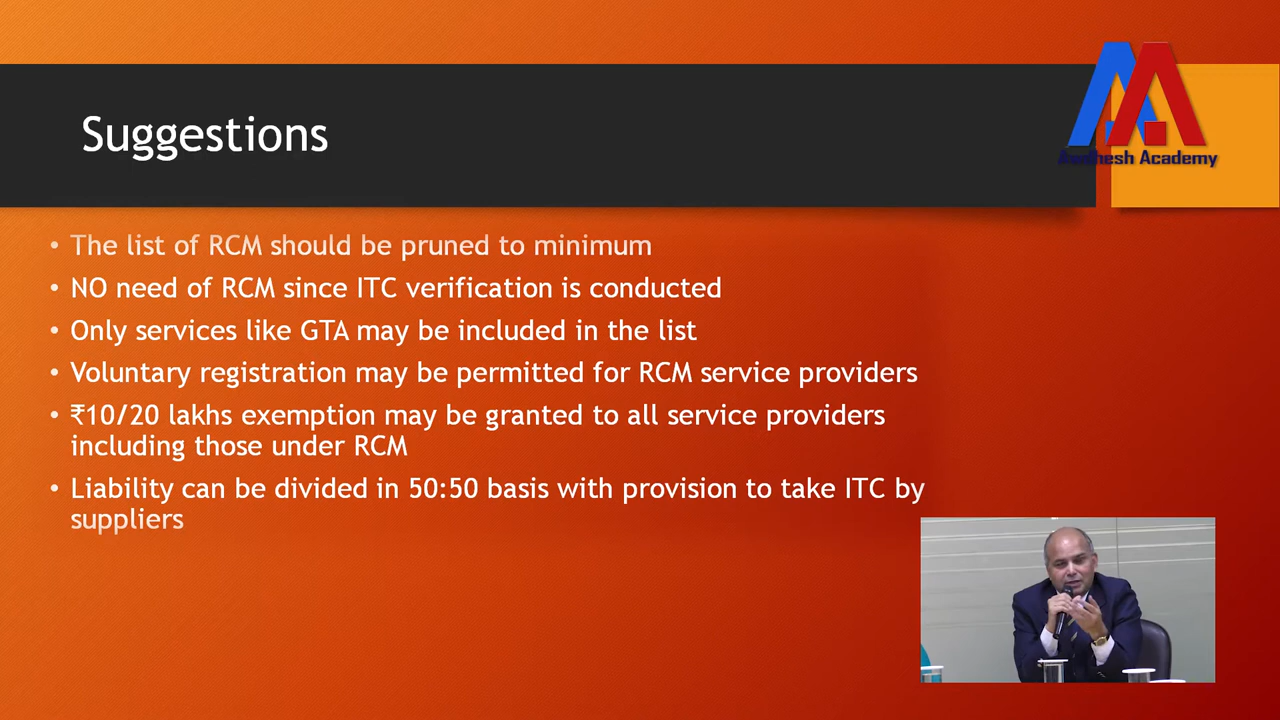 Suggestions
Aadhesh Academy
• The list of RCM should be pruned to minimum
• NO need of RCM since ITC verification is conducted
• Only services like GTA may be included in the list
• Voluntary registration may be permitted for RCM service providers
• ₹10/20 lakhs exemption may be granted to all service providers
including those under RCM
• Liability can be divided in 50:50 basis with provision to take ITC by
suppliers